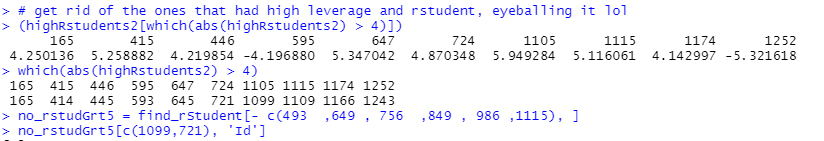 > # get rid of the ones that had high leverage and rstudent, eyeballing it lol
> (highRstudents2[which(abs(highRstudents2) > 4)])
165 415 446 595 647 724 1105 1115 1174 1252
4.250136 5.258882 4.219854 -4.196880 5.347042 4.870348 5.949284 5.116061 4.142997 -5.321618
> which(abs(highRstudents2) > 4)
165 415 446 595 647 724 1105 1115 1174 1252
165 414 445 593 645 721 1099 1109 1166 1243
> no_rstudGrt5 = find_rstudent[- c(493 ,649 , 756 ,849 , 986 ,1115), ]
> no_rstudGrt5[c(1099,721), 'Id']